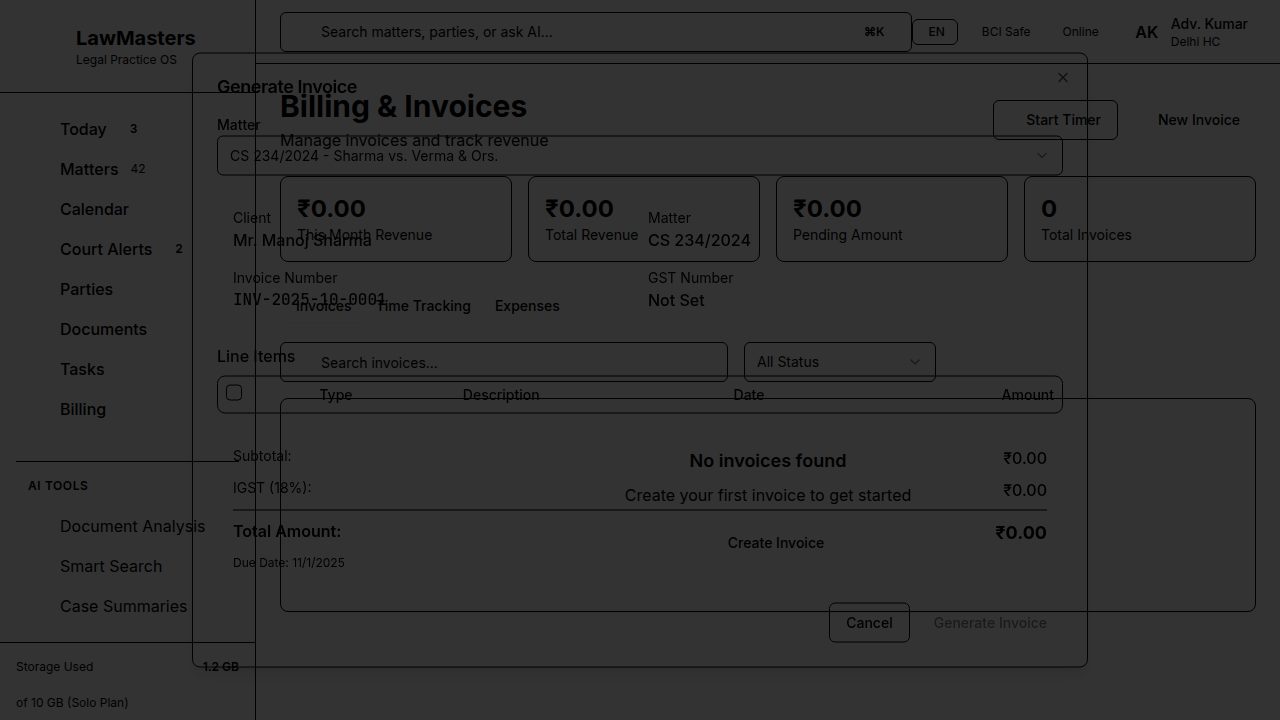 LawMasters
Legal Practice OS
Today 3
Matters 42
Calendar
Court Alerts 2
Parties
Documents
Tasks
Billing
AI TOOLS
Document Analysis
Smart Search
Case Summaries
Storage Used 1.2 GB
of 10 GB (Solo Plan)
Search matters, parties, or ask AI...
⌘K
EN
BCI Safe
Online
AK
Adv. Kumar
Delhi HC
Billing & Invoices
Manage invoices and track revenue
Start Timer
New Invoice
₹0.00
This Month Revenue
₹0.00
Total Revenue
₹0.00
Pending Amount
0
Total Invoices
Invoices
Time Tracking
Expenses
Search invoices...
All Status
No invoices found
Create your first invoice to get started
Create Invoice
Generate Invoice
Matter
CS 234/2024 - Sharma vs. Verma & Ors.
Client
Mr. Manoj Sharma
Matter
CS 234/2024
Invoice Number
INV-2025-10-0001
GST Number
Not Set
Line Items
Type Description Date Amount
Subtotal: ₹0.00
IGST (18%): ₹0.00
Total Amount: ₹0.00
Due Date: 11/1/2025
Cancel
Generate Invoice